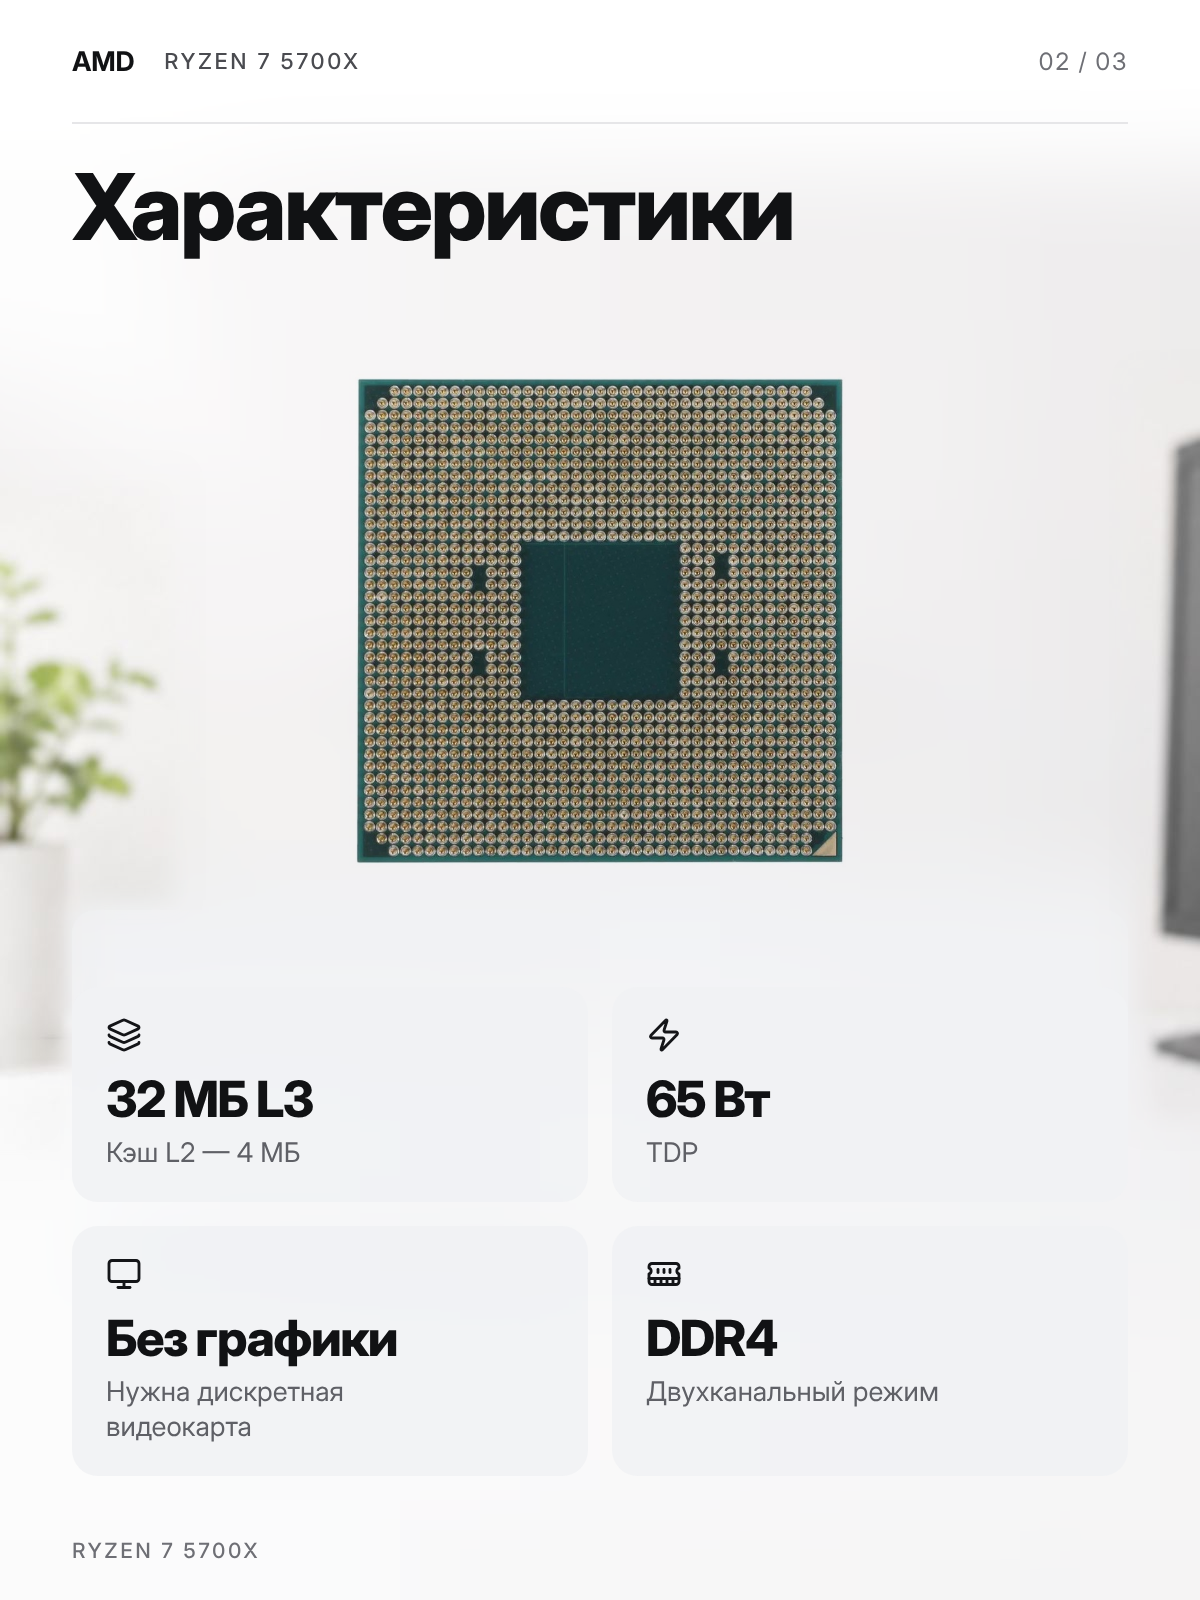 AMD RYZEN 7 5700X 02 / 03
Характеристики
32 МБ L3
Кэш L2 — 4 МБ
65 Вт
TDP
Без графики
Нужна дискретная
видеокарта
DDR4
Двухканальный режим
RYZEN 7 5700X